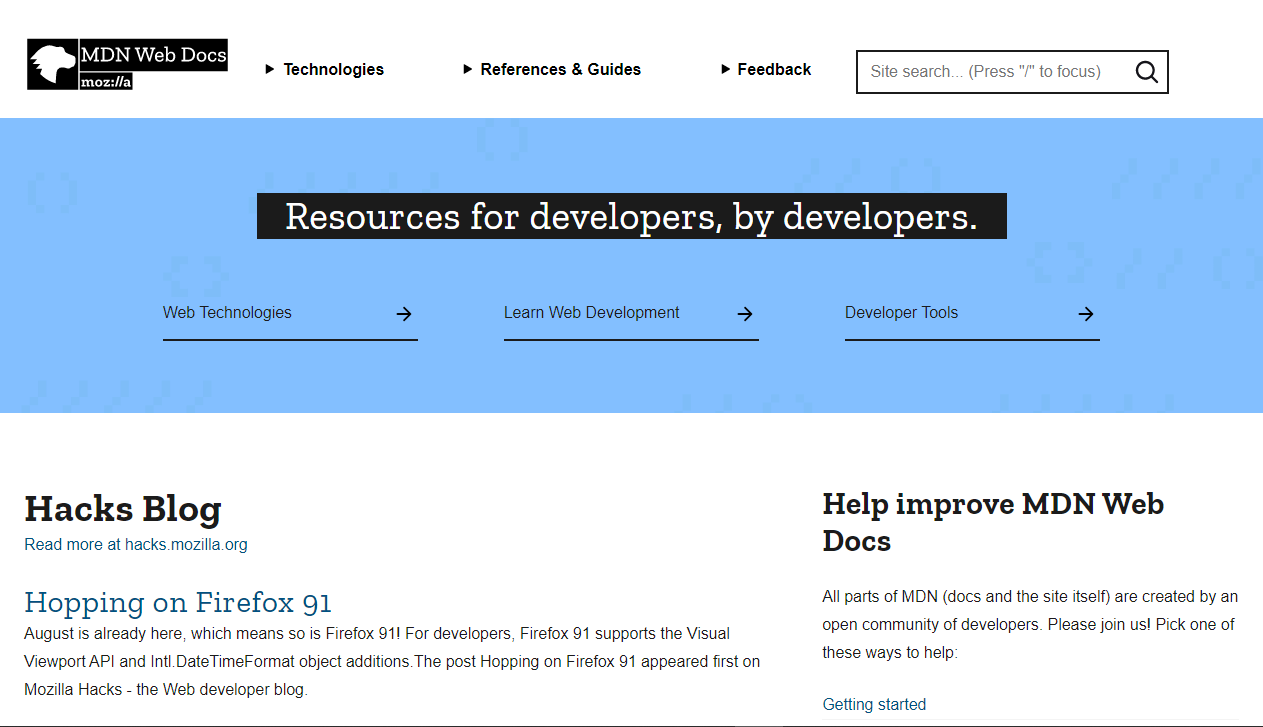 MDN Web Docs
moz://a
Technologies
References & Guides
Feedback
Site search... (Press "/" to focus)
Resources for developers, by developers.
Web Technologies
Learn Web Development
Developer Tools
Hacks Blog
Read more at hacks.mozilla.org
Hopping on Firefox 91
August is already here, which means so is Firefox 91! For developers, Firefox 91 supports the Visual
Viewport API and Intl.DateTimeFormat object additions.The post Hopping on Firefox 91 appeared first on
Mozilla Hacks - the Web developer blog.
Help improve MDN Web
Docs
All parts of MDN (docs and the site itself) are created by an
open community of developers. Please join us! Pick one of
these ways to help:
Getting started